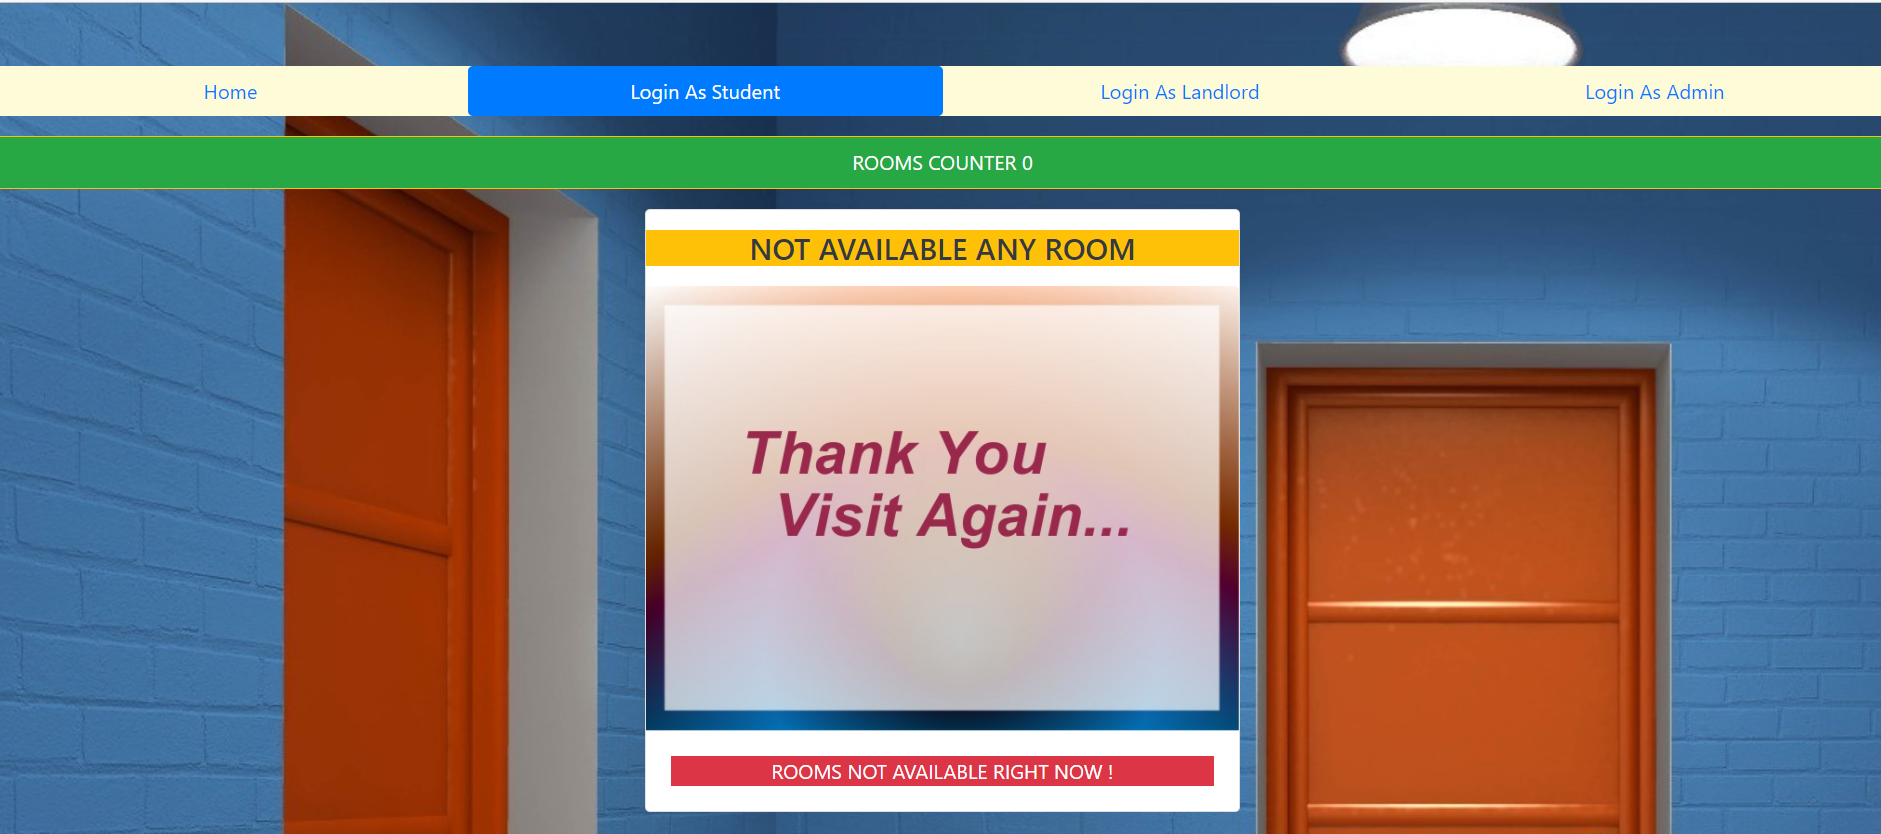 Home
Login As Student
Login As Landlord
Login As Admin
ROOMS COUNTER 0
NOT AVAILABLE ANY ROOM
Thank You
Visit Again...
ROOMS NOT AVAILABLE RIGHT NOW !